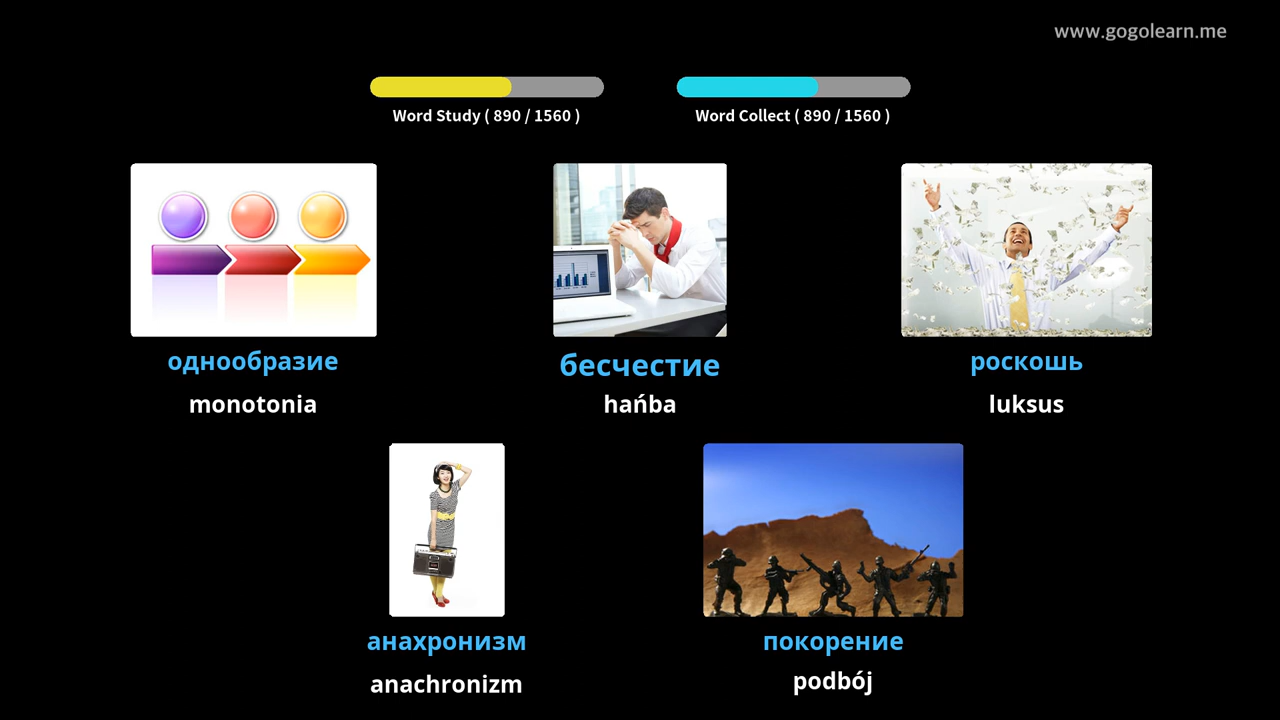 www.gogolearn.me
Word Study ( 890 / 1560 )
Word Collect ( 890 / 1560 )
однообразие
monotonia
бесчестие
hańba
роскошь
luksus
анахронизм
anachronizm
покорение
podbój